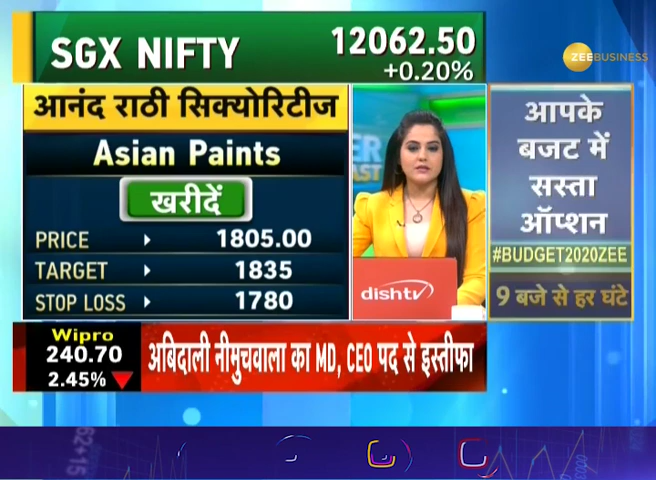 SGX NIFTY
12062.50
+0.20%
ZEEBUSINESS
आनंद राठी सिक्योरिटीज
Asian Paints
खरीदें
PRICE 1805.00
TARGET 1835
STOP LOSS 1780
dishtv
आपके
बजट में
सस्ता
ऑप्शन
#BUDGET2020ZEE
9 बजे से हर घंटे
Wipro
240.70
2.45%
अबिदाली नीमुचवाला का MD, CEO पद से इस्तीफा